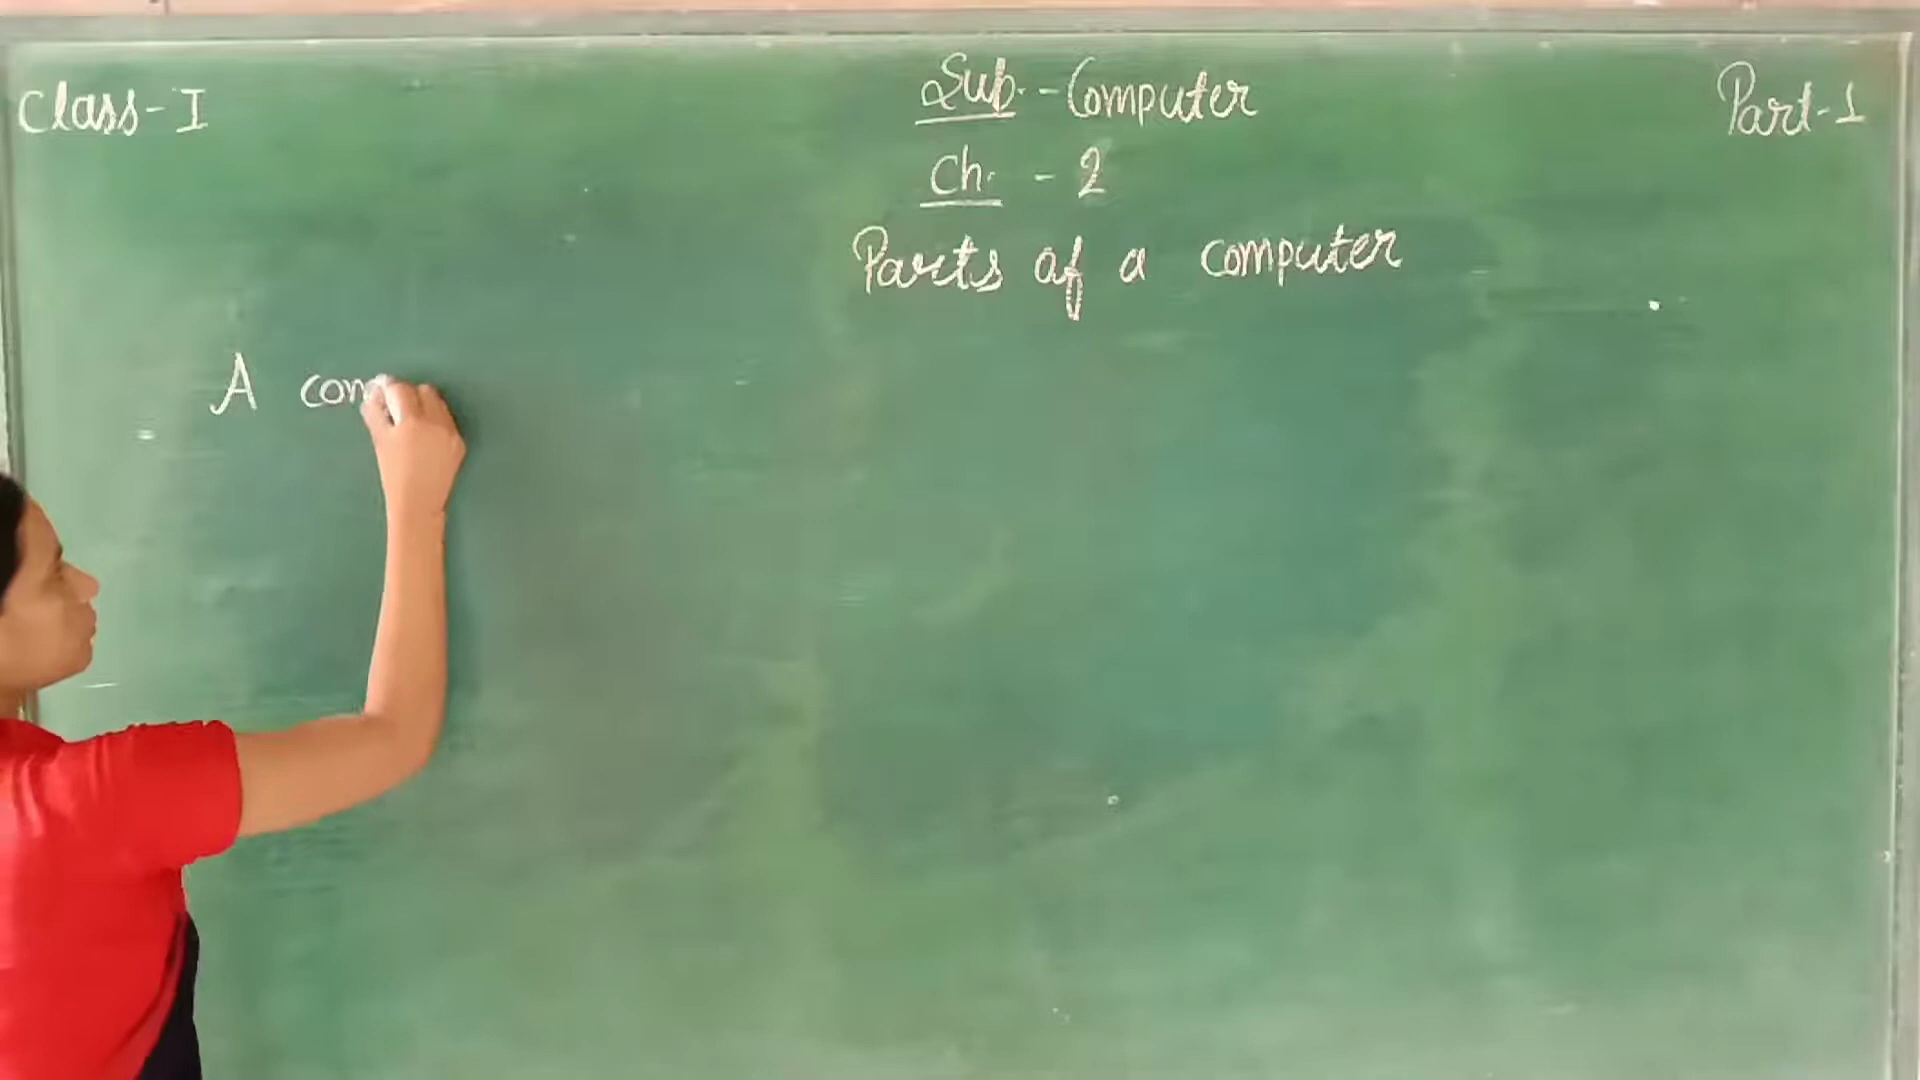 Class-I
Sub.-Computer
Part-1
Ch. - 2
Parts of a computer
A com